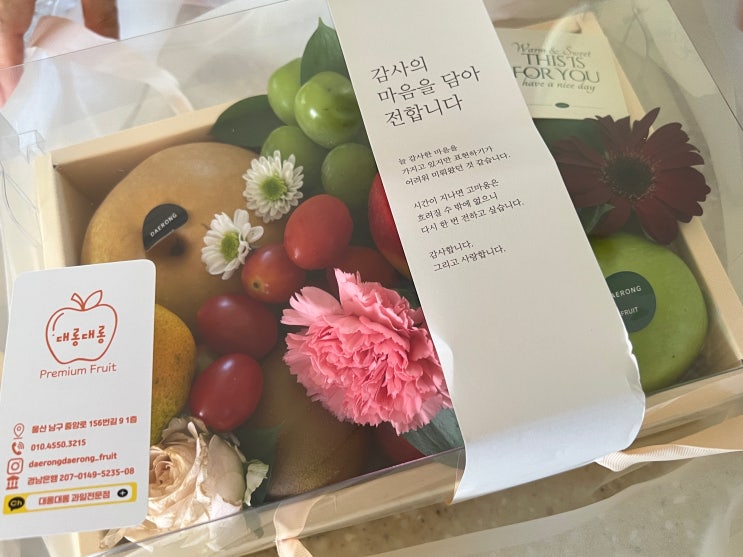 감사의
마음을 담아
전합니다
늘 감사한 마음을
가지고 있지만 표현하기가
어려워 미뤄왔던 것 같습니다.
시간이 지나면 고마움은
흐려질 수 밖에 없으니
다시 한 번 전하고 싶습니다.
감사합니다.
그리고 사랑합니다.
Warm & Sweet
THIS IS
FOR YOU
have a nice day
DAERONG
DAERONG
FRUIT
대롱대롱
Premium Fruit
울산 남구 중앙로 156번길 9 1층
010.4550.3215
daerongdaerong_fruit
경남은행 207-0149-5235-08
Ch 대롱대롱 과일전문점 +